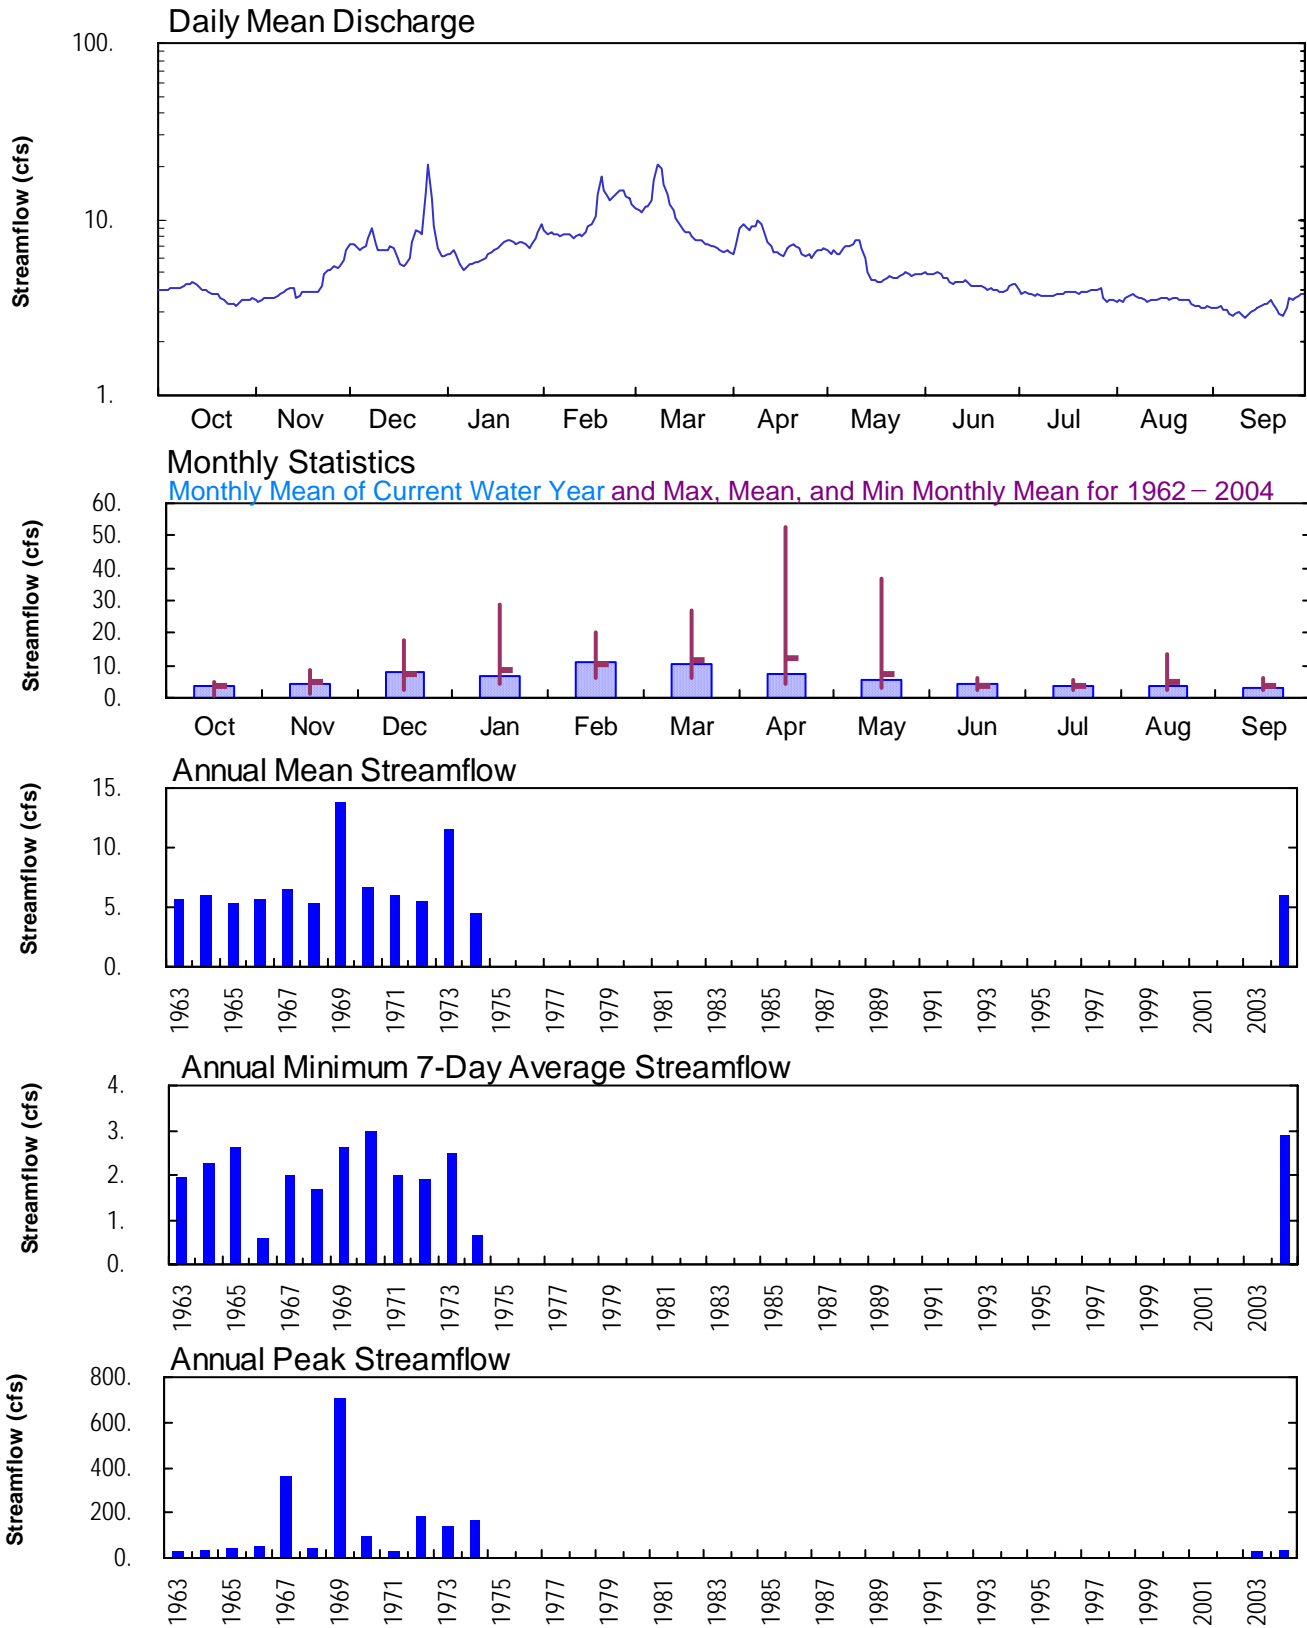 Daily Mean Discharge
Streamflow (cfs)
100.
10.
1.
Oct Nov Dec Jan Feb Mar Apr May Jun Jul Aug Sep
Monthly Statistics
Monthly Mean of Current Water Year and Max, Mean, and Min Monthly Mean for 1962 – 2004
Streamflow (cfs)
60.
50.
40.
30.
20.
10.
0.
Oct Nov Dec Jan Feb Mar Apr May Jun Jul Aug Sep
Annual Mean Streamflow
Streamflow (cfs)
15.
10.
5.
0.
1963 1965 1967 1969 1971 1973 1975 1977 1979 1981 1983 1985 1987 1989 1991 1993 1995 1997 1999 2001 2003
Annual Minimum 7-Day Average Streamflow
Streamflow (cfs)
4.
3.
2.
1.
0.
1963 1965 1967 1969 1971 1973 1975 1977 1979 1981 1983 1985 1987 1989 1991 1993 1995 1997 1999 2001 2003
Annual Peak Streamflow
Streamflow (cfs)
800.
600.
400.
200.
0.
1963 1965 1967 1969 1971 1973 1975 1977 1979 1981 1983 1985 1987 1989 1991 1993 1995 1997 1999 2001 2003